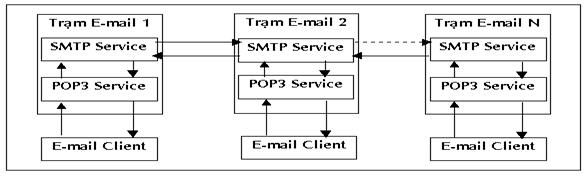 Trạm E-mail 1
SMTP Service
POP3 Service
E-mail Client
Trạm E-mail 2
SMTP Service
POP3 Service
E-mail Client
Trạm E-mail N
SMTP Service
POP3 Service
E-mail Client